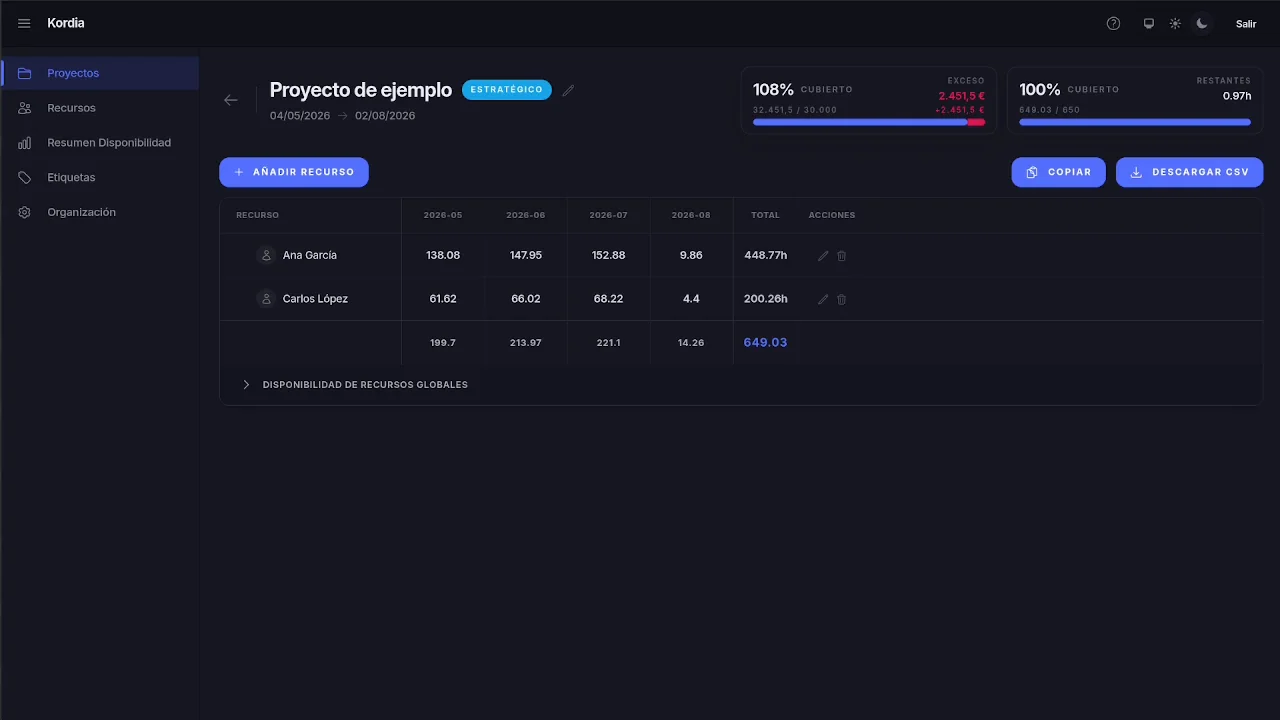 Kordia
Salir
Proyectos
Recursos
Resumen Disponibilidad
Etiquetas
Organización
Proyecto de ejemplo ESTRATÉGICO
04/05/2026 → 02/08/2026
108% CUBIERTO EXCESO
2.451,5 €
32.451,5 / 30.000 +2.451,5 €
100% CUBIERTO RESTANTES
0.97h
649.03 / 650
+ AÑADIR RECURSO
COPIAR
DESCARGAR CSV
RECURSO 2026-05 2026-06 2026-07 2026-08 TOTAL ACCIONES
Ana García 138.08 147.95 152.88 9.86 448.77h
Carlos López 61.62 66.02 68.22 4.4 200.26h
199.7 213.97 221.1 14.26 649.03
DISPONIBILIDAD DE RECURSOS GLOBALES